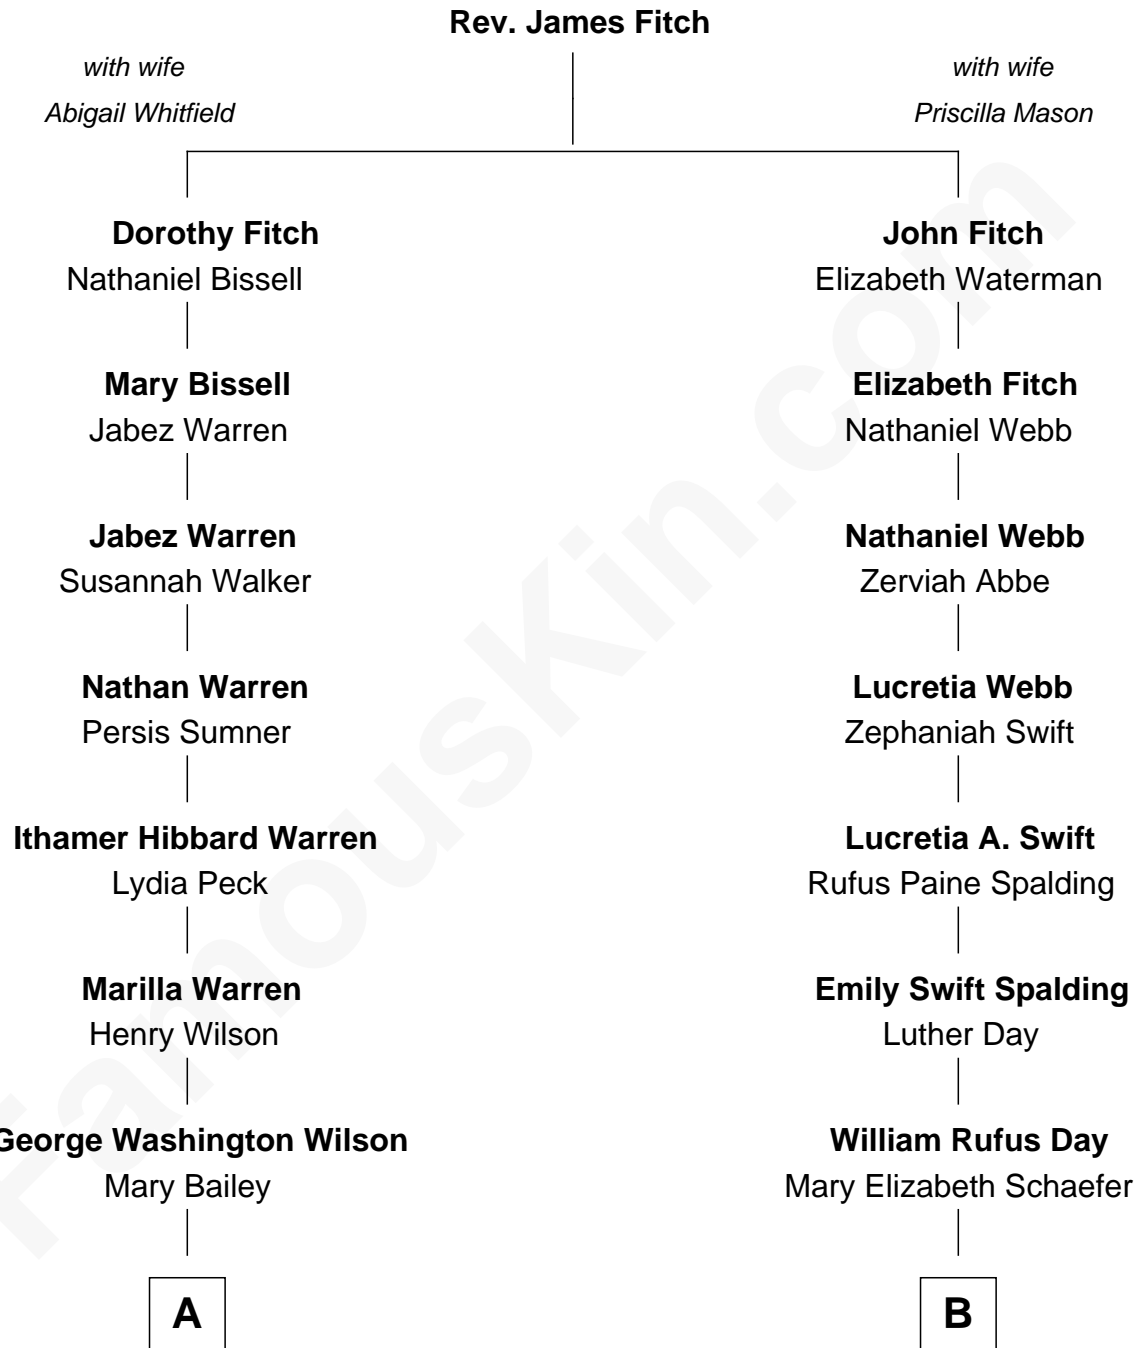 Rev. James Fitch
with wife
Abigail Whitfield
with wife
Priscilla Mason
Dorothy Fitch
Nathaniel Bissell
John Fitch
Elizabeth Waterman
Mary Bissell
Jabez Warren
Elizabeth Fitch
Nathaniel Webb
Jabez Warren
Susannah Walker
Nathaniel Webb
Zerviah Abbe
Nathan Warren
Persis Sumner
Lucretia Webb
Zephaniah Swift
Ithamer Hibbard Warren
Lydia Peck
Lucretia A. Swift
Rufus Paine Spalding
Marilla Warren
Henry Wilson
Emily Swift Spalding
Luther Day
George Washington Wilson
Mary Bailey
William Rufus Day
Mary Elizabeth Schaefer
A
B
FamousKin.com